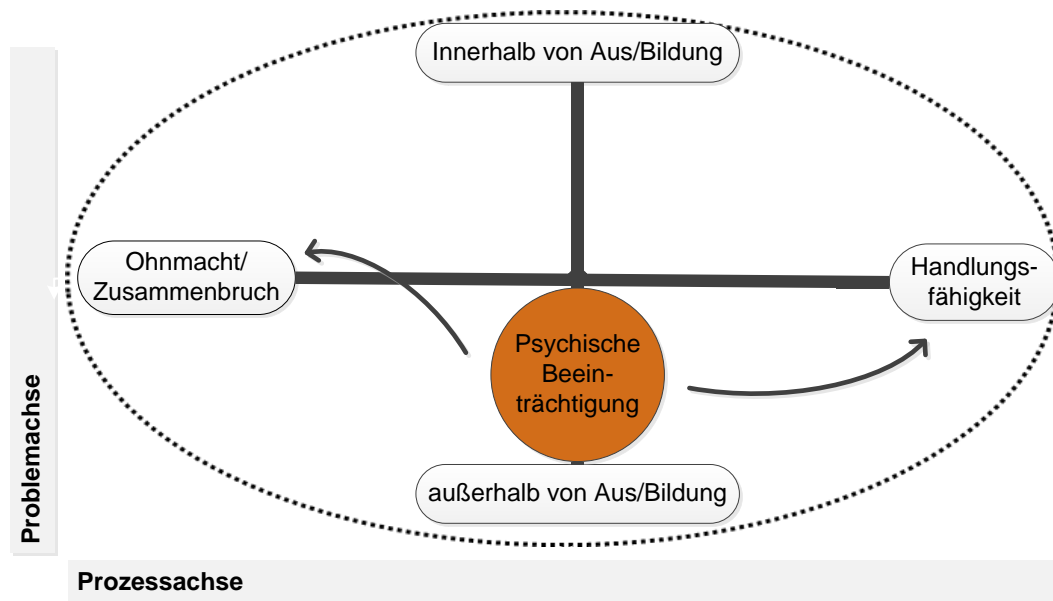 Innerhalb von Aus/Bildung
Ohnmacht/
Zusammenbruch
Handlungs-
fähigkeit
Psychische
Beein-
trächtigung
außerhalb von Aus/Bildung
Problemachse
Prozessachse